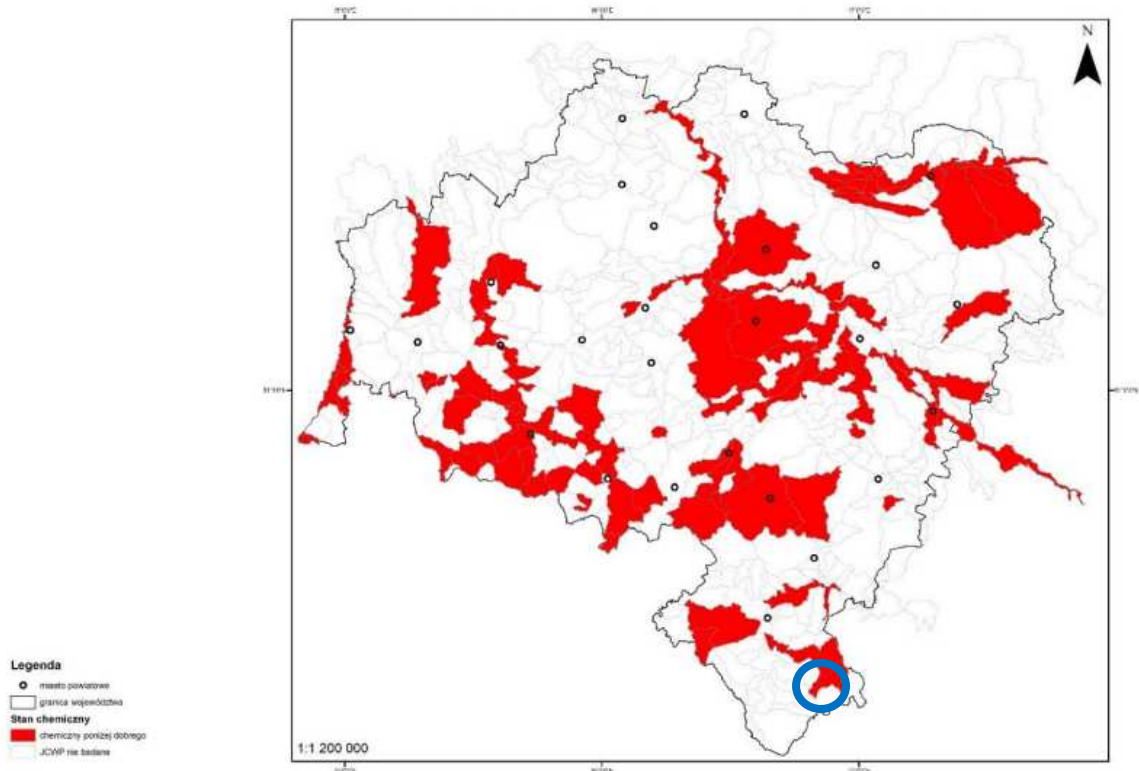 N
Legenda
miasto powiatowe
granica województwa
Stan chemiczny
chemiczny poniżej dobrego
JCWP nie badane
1:1 200 000